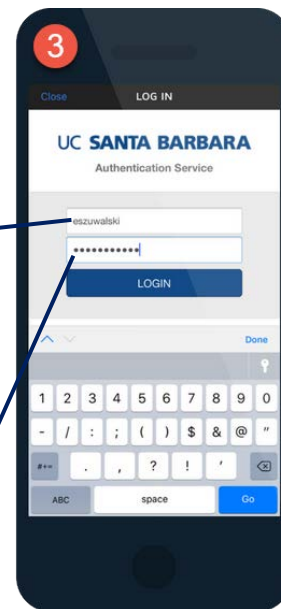 3
Close LOG IN
UC SANTA BARBARA
Authentication Service
eszuwalski
•••••••••••
LOGIN
Done
1 2 3 4 5 6 7 8 9 0
- / : ; ( ) $ & @ "
#+= . , ? ! '
ABC space Go